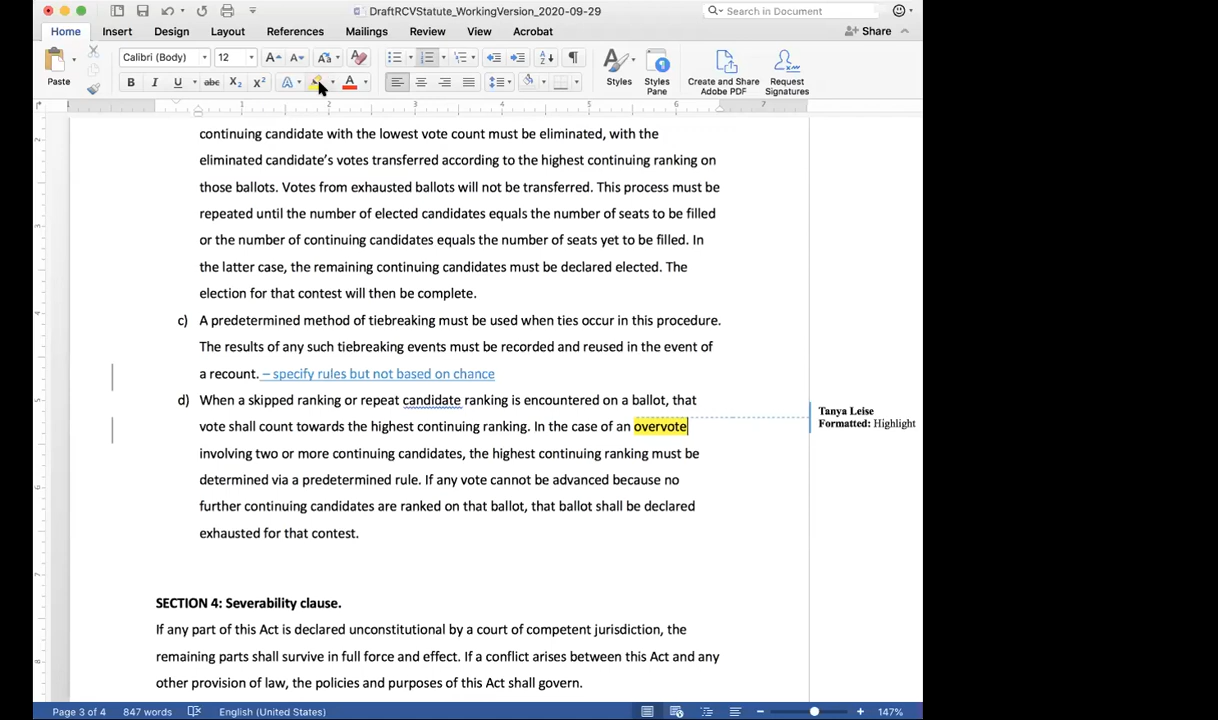 DraftRCVStatute_WorkingVersion_2020-09-29
Search in Document
Home Insert Design Layout References Mailings Review View Acrobat Share
Paste
Calibri (Body) 12
B I U abc X2 X2 A A
Styles
Styles Pane
Create and Share Adobe PDF
Request Signatures
1 1 2 3 4 5 6 7
continuing candidate with the lowest vote count must be eliminated, with the
eliminated candidate's votes transferred according to the highest continuing ranking on
those ballots. Votes from exhausted ballots will not be transferred. This process must be
repeated until the number of elected candidates equals the number of seats to be filled
or the number of continuing candidates equals the number of seats yet to be filled. In
the latter case, the remaining continuing candidates must be declared elected. The
election for that contest will then be complete.
c) A predetermined method of tiebreaking must be used when ties occur in this procedure.
The results of any such tiebreaking events must be recorded and reused in the event of
a recount. – specify rules but not based on chance
d) When a skipped ranking or repeat candidate ranking is encountered on a ballot, that
vote shall count towards the highest continuing ranking. In the case of an overvote
involving two or more continuing candidates, the highest continuing ranking must be
determined via a predetermined rule. If any vote cannot be advanced because no
further continuing candidates are ranked on that ballot, that ballot shall be declared
exhausted for that contest.
Tanya Leise
Formatted: Highlight
SECTION 4: Severability clause.
If any part of this Act is declared unconstitutional by a court of competent jurisdiction, the
remaining parts shall survive in full force and effect. If a conflict arises between this Act and any
other provision of law, the policies and purposes of this Act shall govern.
Page 3 of 4 847 words English (United States) 147%